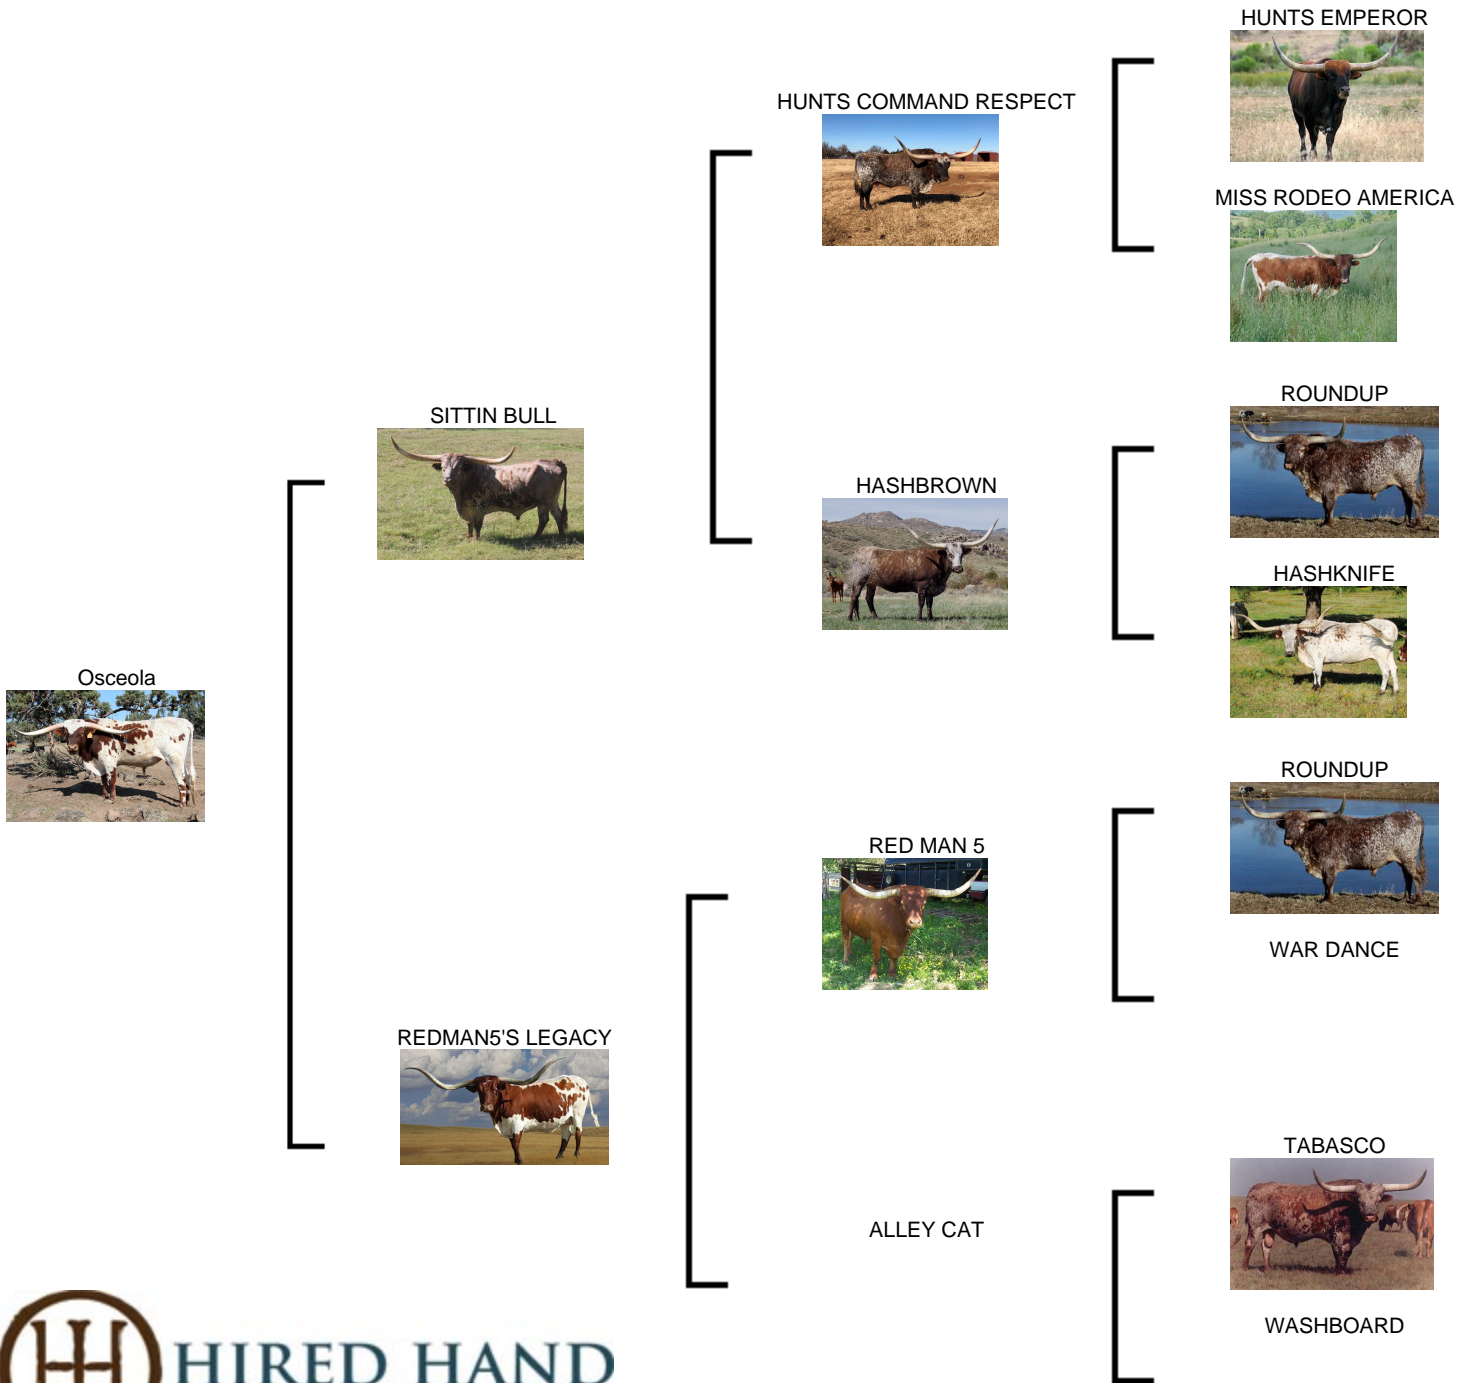 HUNTS EMPEROR
HUNTS COMMAND RESPECT
MISS RODEO AMERICA
ROUNDUP
SITTIN BULL
HASHBROWN
HASHKNIFE
Osceola
ROUNDUP
RED MAN 5
WAR DANCE
REDMAN5'S LEGACY
TABASCO
ALLEY CAT
WASHBOARD
HIRED HAND